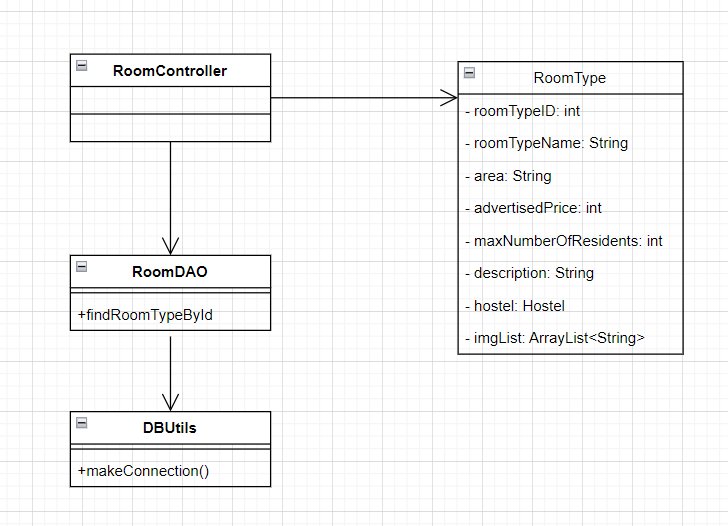 RoomController
RoomType
- roomTypeID: int
- roomTypeName: String
- area: String
- advertisedPrice: int
- maxNumberOfResidents: int
- description: String
- hostel: Hostel
- imgList: ArrayList<String>
RoomDAO
+findRoomTypeById
DBUtils
+makeConnection()